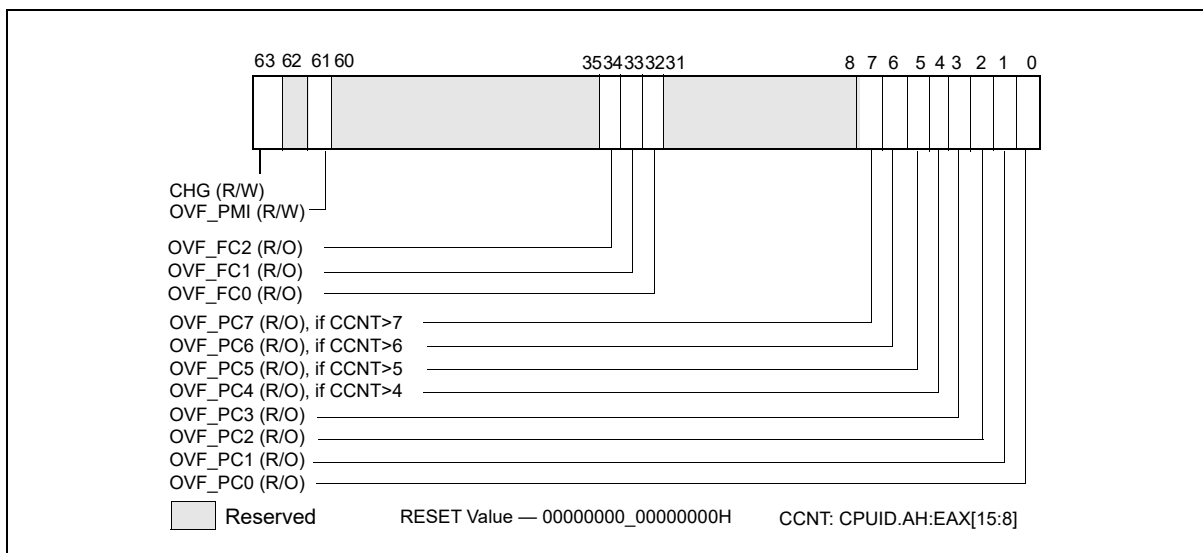 63 62 61 60 35 34 33 32 31 8 7 6 5 4 3 2 1 0
CHG (R/W)
OVF_PMI (R/W)
OVF_FC2 (R/O)
OVF_FC1 (R/O)
OVF_FC0 (R/O)
OVF_PC7 (R/O), if CCNT>7
OVF_PC6 (R/O), if CCNT>6
OVF_PC5 (R/O), if CCNT>5
OVF_PC4 (R/O), if CCNT>4
OVF_PC3 (R/O)
OVF_PC2 (R/O)
OVF_PC1 (R/O)
OVF_PC0 (R/O)
Reserved RESET Value — 00000000_00000000H CCNT: CPUID.AH:EAX[15:8]